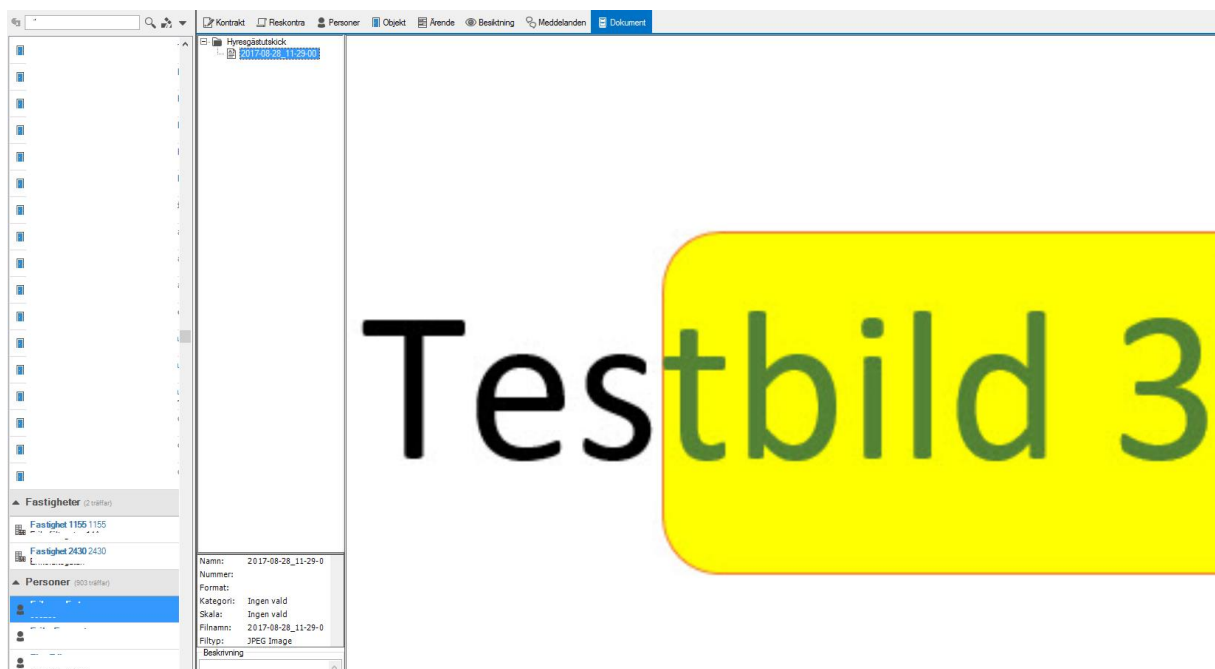 Kontrakt Reskontra Personer Objekt Ärende Besiktning Meddelanden Dokument
Hyresgästutskick
2017-08-28_11-29-00
Testbild 3
Fastigheter (2 träffar)
Fastighet 1155 1155
Fastighet 2430 2430
Personer (503 träffar)
Namn: 2017-08-28_11-29-0
Nummer:
Format:
Kategori: Ingen vald
Skala: Ingen vald
Filnamn: 2017-08-28_11-29-0
Filtyp: JPEG Image
Beskrivning